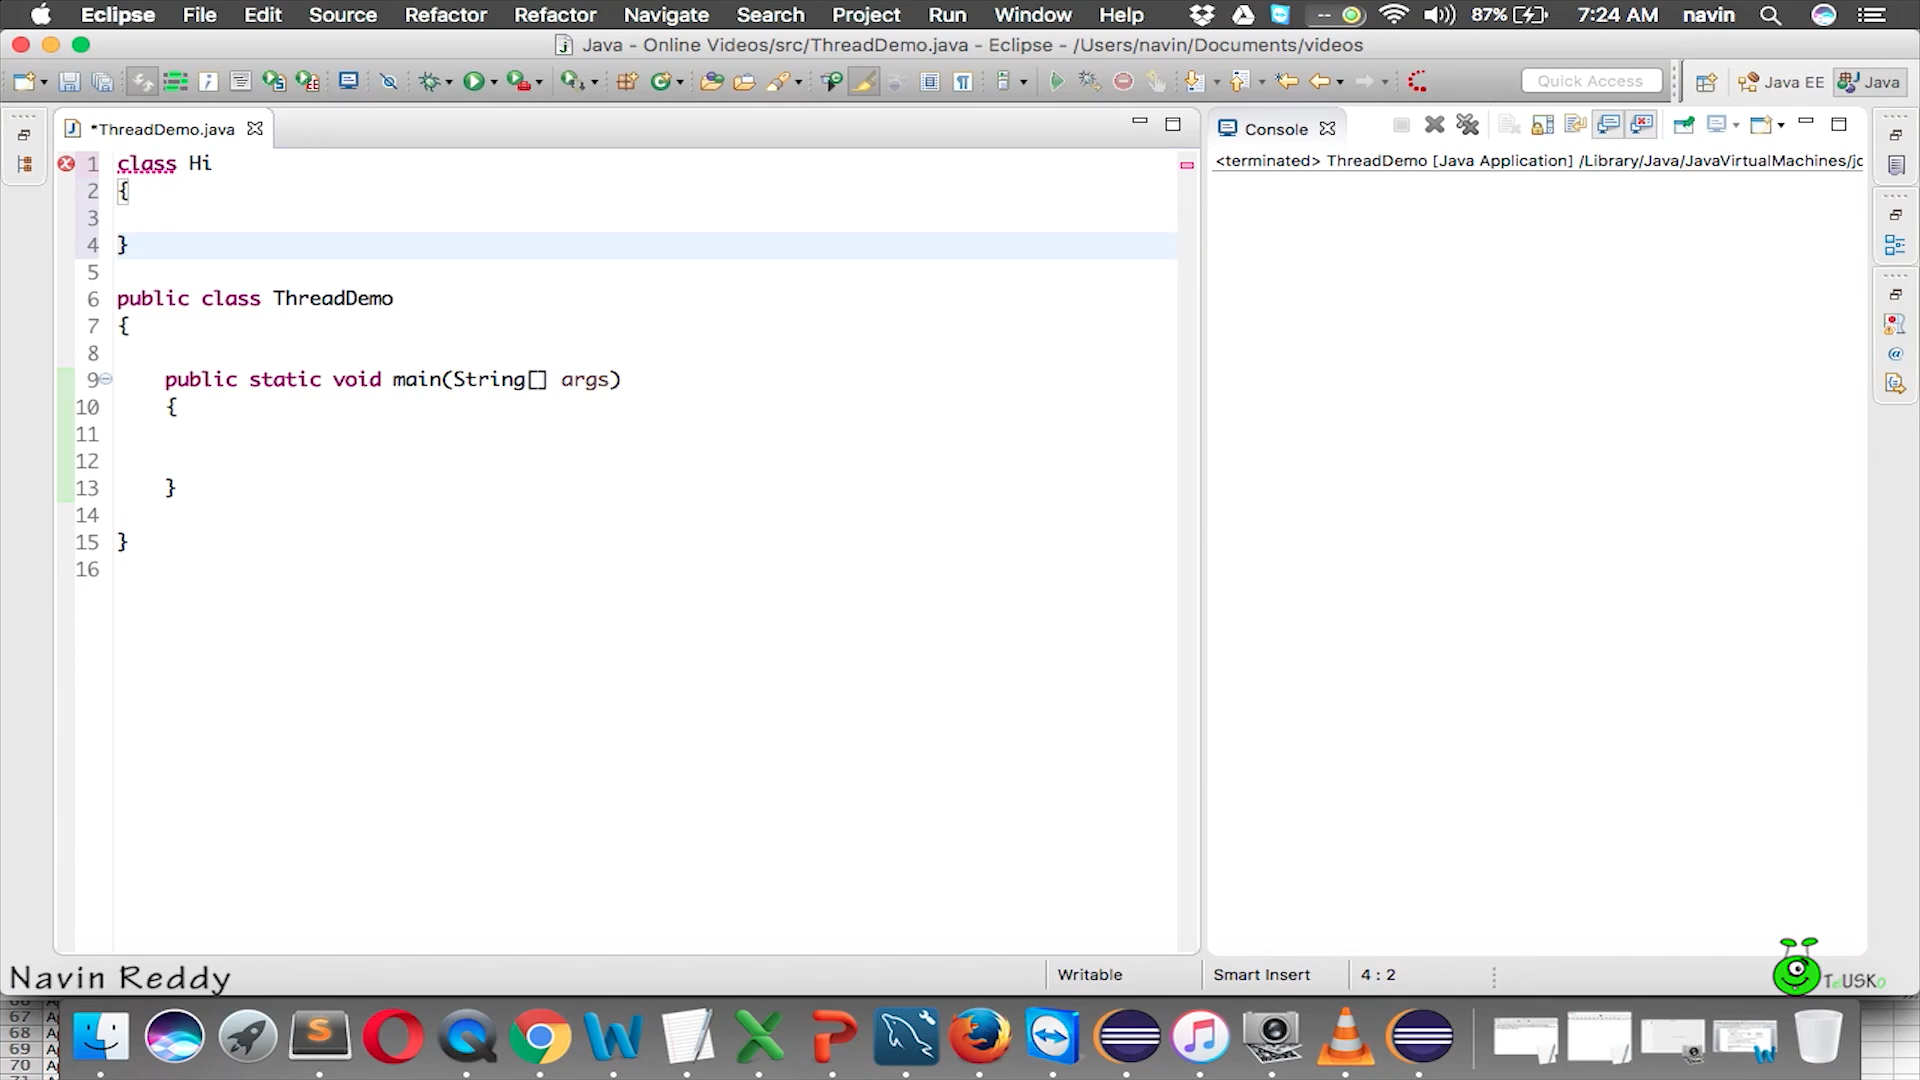 Eclipse File Edit Source Refactor Refactor Navigate Search Project Run Window Help -- 87% 7:24 AM navin
Java - Online Videos/src/ThreadDemo.java - Eclipse - /Users/navin/Documents/videos
Quick Access Java EE Java
*ThreadDemo.java
1 class Hi
2 {
3
4 }
5
6 public class ThreadDemo
7 {
8
9 public static void main(String[] args)
10 {
11
12
13 }
14
15 }
16
Console
<terminated> ThreadDemo [Java Application] /Library/Java/JavaVirtualMachines/jc
Navin Reddy
Writable Smart Insert 4 : 2
TeLUSKo
67
68
69
70